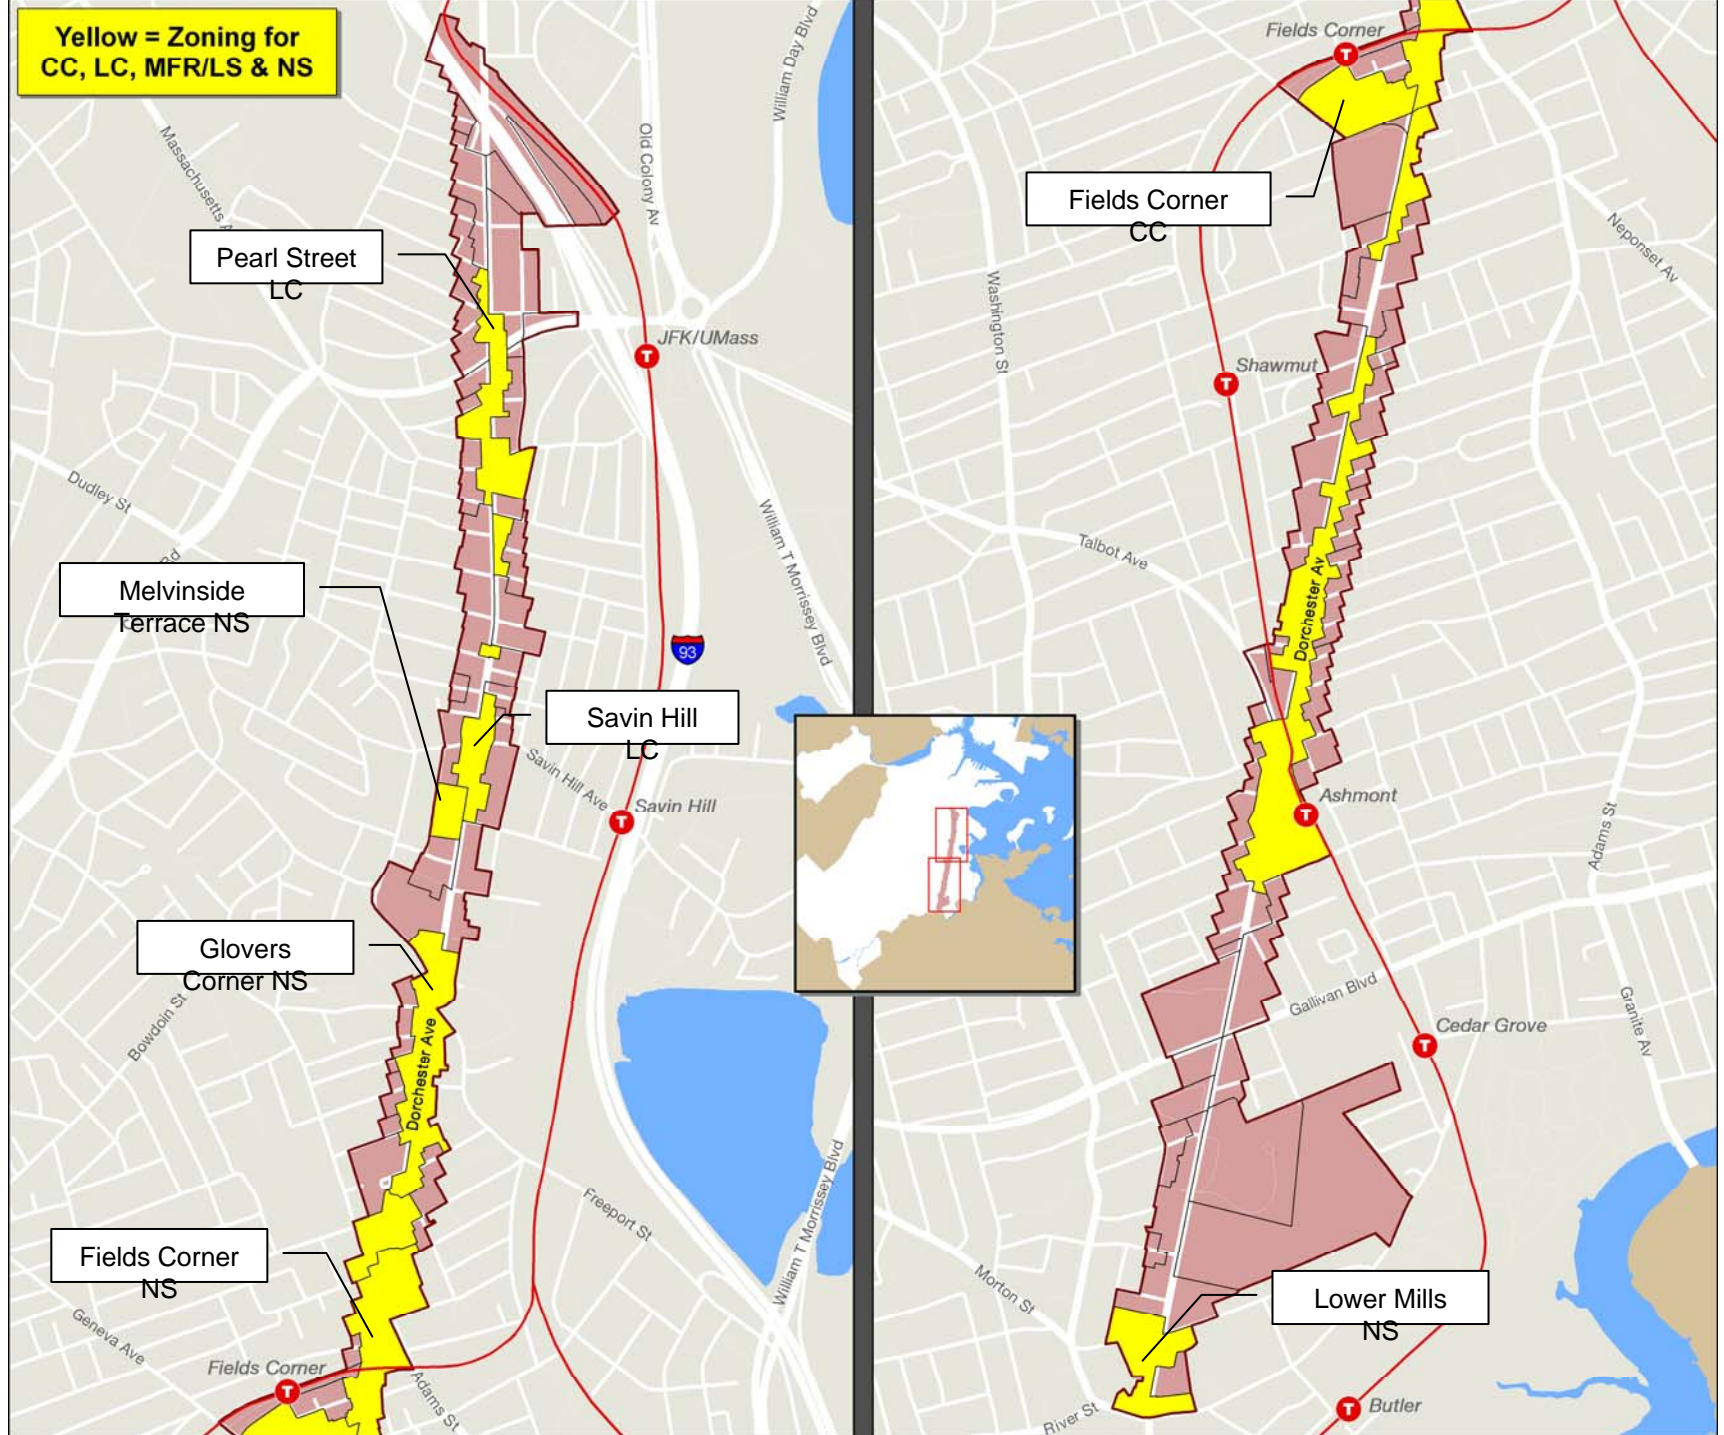 Yellow = Zoning for
CC, LC, MFR/LS & NS
Massachusetts A
Old Colony Av
William Day Blvd
Pearl Street
LC
JFK/UMass
Dudley St
Rd
William T Morrissey Blvd
Melvinside
Terrace NS
93
Savin Hill
LC
Savin Hill Ave
Savin Hill
Glovers
Corner NS
Bowdoin St
Dorchester Ave
Freeport St
William T Morrissey Blvd
Fields Corner
NS
Geneva Ave
Fields Corner
T
Adams St
Fields Corner
T
Fields Corner
CC
Neponset Av
Washington St
Shawmut
T
Talbot Ave
Dorchester Av
Ashmont
T
Adams St
Gallivan Blvd
Granite Av
Cedar Grove
T
Morton St
Lower Mills
NS
River St
T
Butler
T
T